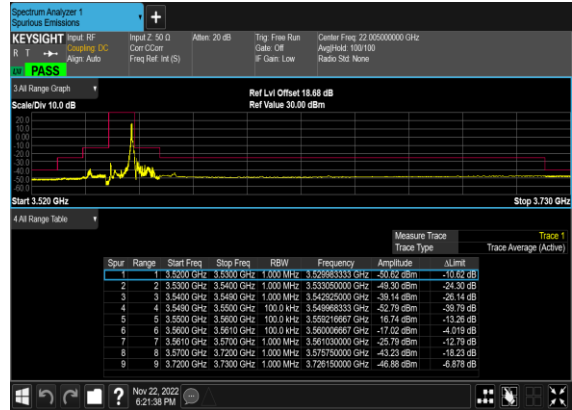 Spectrum Analyzer 1
Spurious Emissions
KEYSIGHT Input: RF Input Z: 50 Ω Atten: 20 dB Trig: Free Run Center Freq: 22.005000000 GHz
R T Coupling: DC Corr CCorr Gate: Off Avg|Hold: 100/100
Align: Auto Freq Ref: Int (S) IF Gain: Low Radio Std: None
PASS
3 All Range Graph
Ref Lvl Offset 18.68 dB
Scale/Div 10.0 dB Ref Value 30.00 dBm
20.0
10.0
0.00
-10.0
-20.0
-30.0
-40.0
-50.0
-60.0
Start 3.520 GHz Stop 3.730 GHz
4 All Range Table
Measure Trace Trace 1
Trace Type Trace Average (Active)
Spur Range Start Freq Stop Freq RBW Frequency Amplitude ΔLimit
1 1 3.5200 GHz 3.5300 GHz 1.000 MHz 3.529983333 GHz -50.62 dBm -10.62 dB
2 2 3.5300 GHz 3.5400 GHz 1.000 MHz 3.533050000 GHz -49.30 dBm -24.30 dB
3 3 3.5400 GHz 3.5490 GHz 1.000 MHz 3.542925000 GHz -39.14 dBm -26.14 dB
4 4 3.5490 GHz 3.5500 GHz 100.0 kHz 3.549968333 GHz -52.79 dBm -39.79 dB
5 5 3.5500 GHz 3.5600 GHz 100.0 kHz 3.559216667 GHz 16.74 dBm -13.26 dB
6 6 3.5600 GHz 3.5610 GHz 100.0 kHz 3.560006667 GHz -17.02 dBm -4.019 dB
7 7 3.5610 GHz 3.5700 GHz 1.000 MHz 3.561030000 GHz -25.79 dBm -12.79 dB
8 8 3.5700 GHz 3.7200 GHz 1.000 MHz 3.575750000 GHz -43.23 dBm -18.23 dB
9 9 3.7200 GHz 3.7300 GHz 1.000 MHz 3.726150000 GHz -46.88 dBm -6.878 dB
? Nov 22, 2022
6:21:38 PM